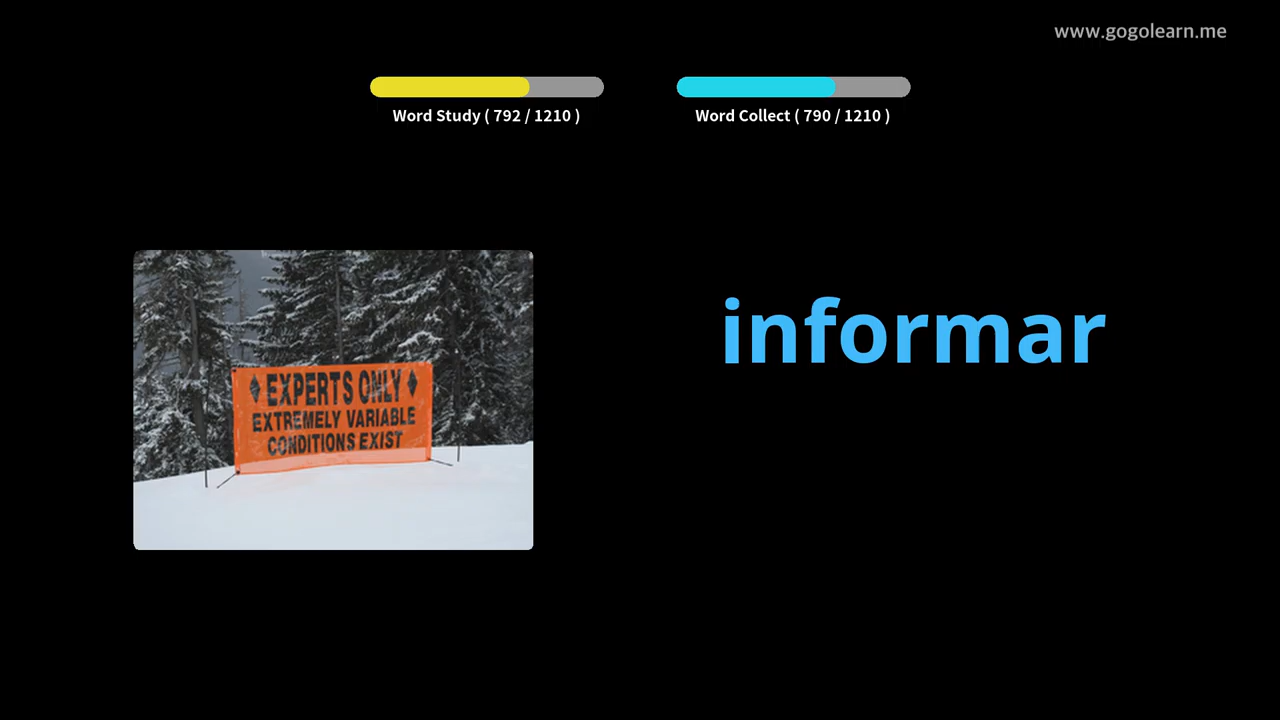 www.gogolearn.me
Word Study ( 792 / 1210 )
Word Collect ( 790 / 1210 )
informar
EXPERTS ONLY
EXTREMELY VARIABLE
CONDITIONS EXIST